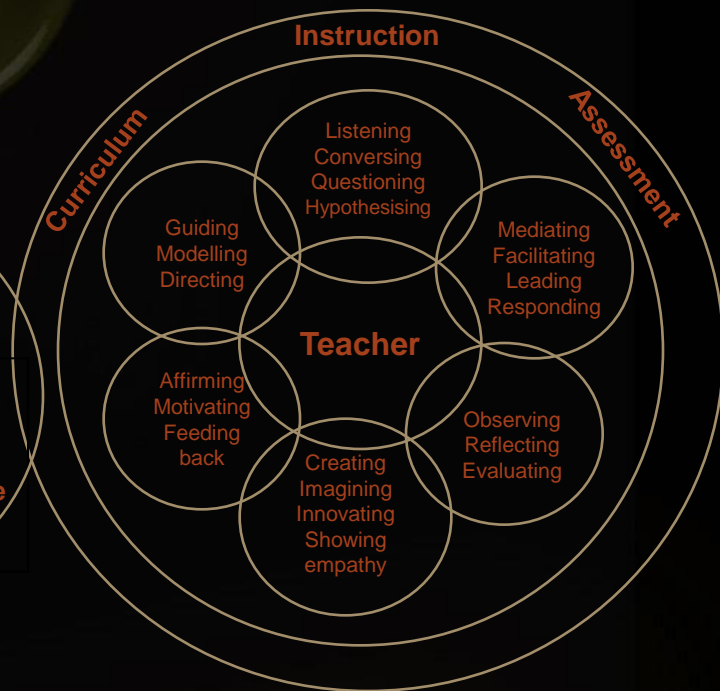 Instruction
Curriculum
Assessment
Listening
Conversing
Questioning
Hypothesising
Guiding
Modelling
Directing
Mediating
Facilitating
Leading
Responding
Teacher
Affirming
Motivating
Feeding
back
Observing
Reflecting
Evaluating
Creating
Imagining
Innovating
Showing
empathy